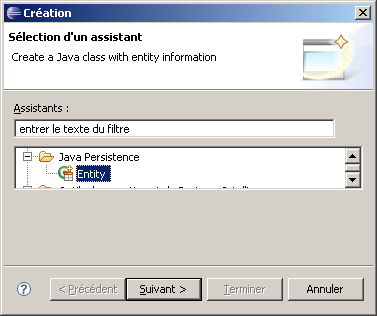 Création
Sélection d'un assistant
Create a Java class with entity information
Assistants :
entrer le texte du filtre
Java Persistence
Entity
< Précédent
Suivant >
Terminer
Annuler